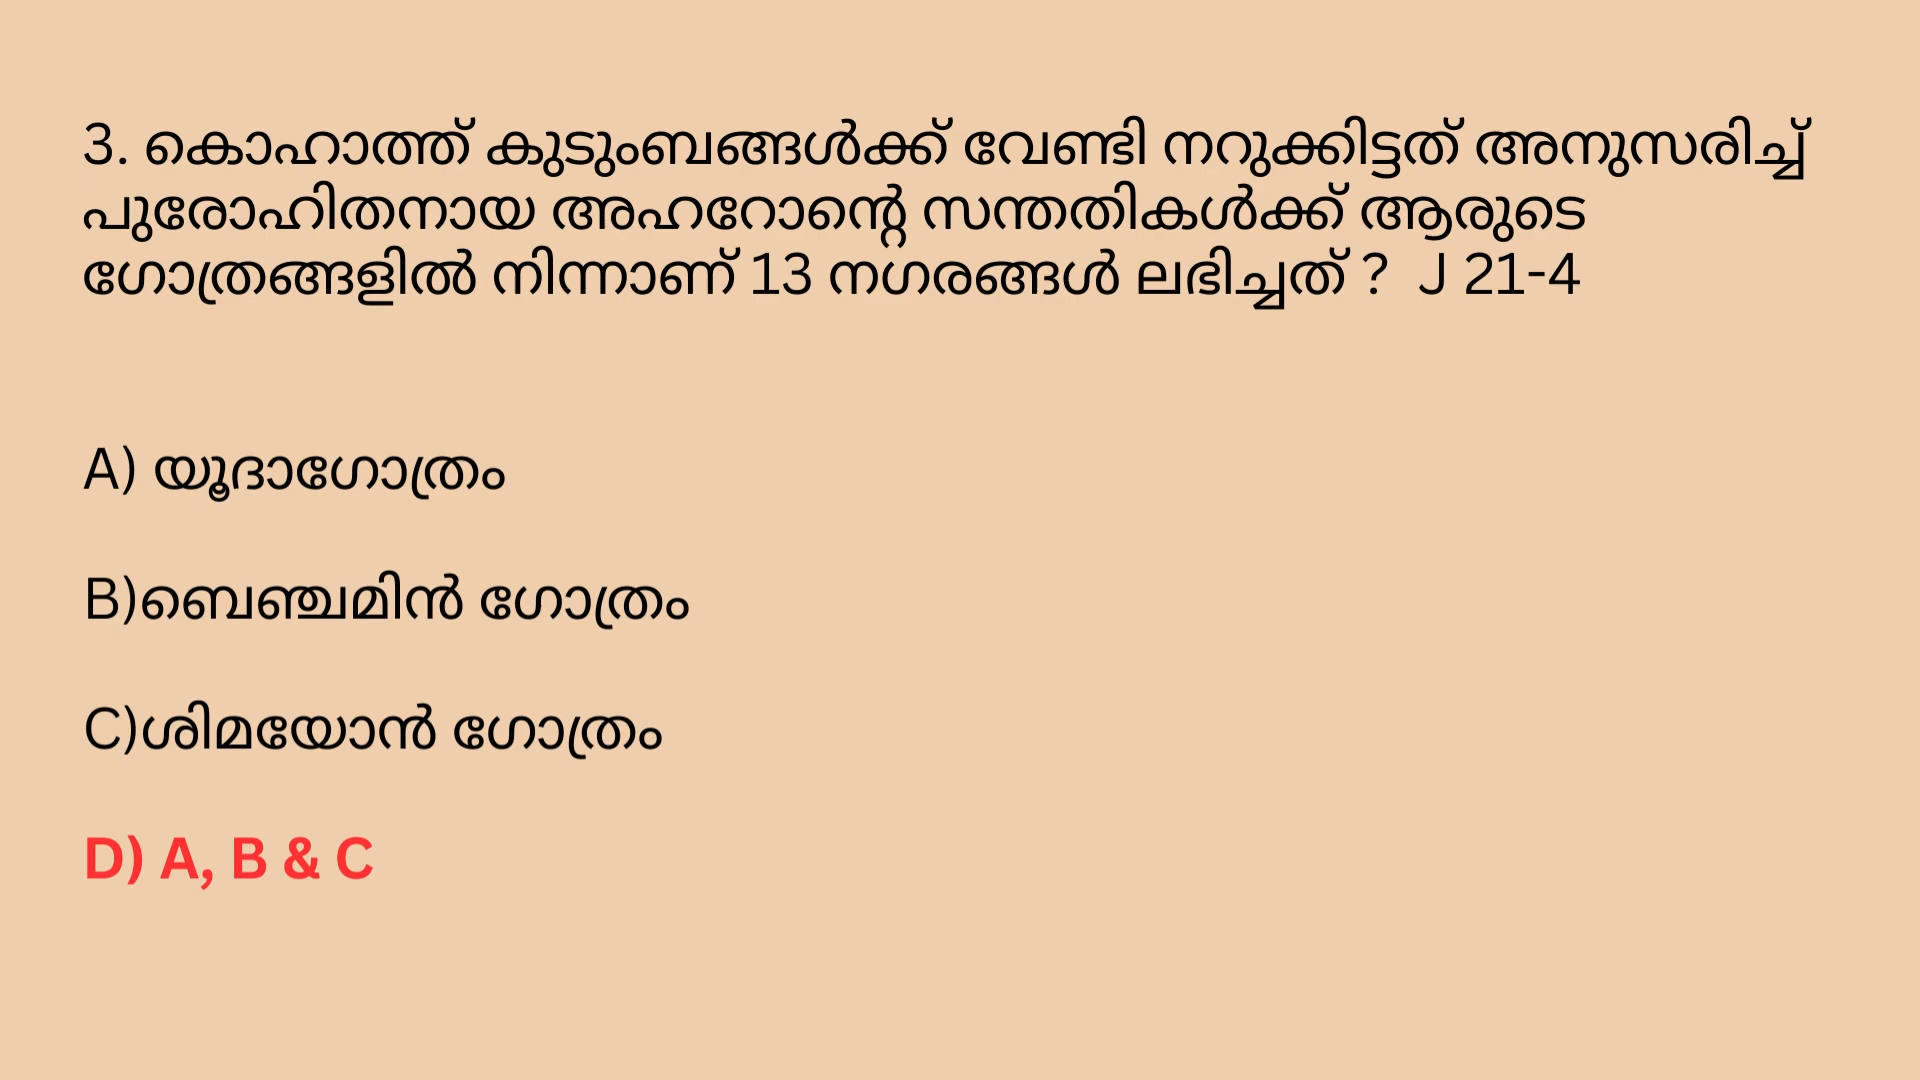 3. കൊഹാത്ത് കുടുംബങ്ങൾക്ക് വേണ്ടി നറുക്കിട്ടത് അനുസരിച്ച്
പുരോഹിതനായ അഹറോന്റെ സന്തതികൾക്ക് ആരുടെ
ഗോത്രങ്ങളിൽ നിന്നാണ് 13 നഗരങ്ങൾ ലഭിച്ചത് ? J 21-4
A) യൂദാഗോത്രം
B)ബെഞ്ചമിൻ ഗോത്രം
C)ശിമയോൻ ഗോത്രം
D) A, B & C